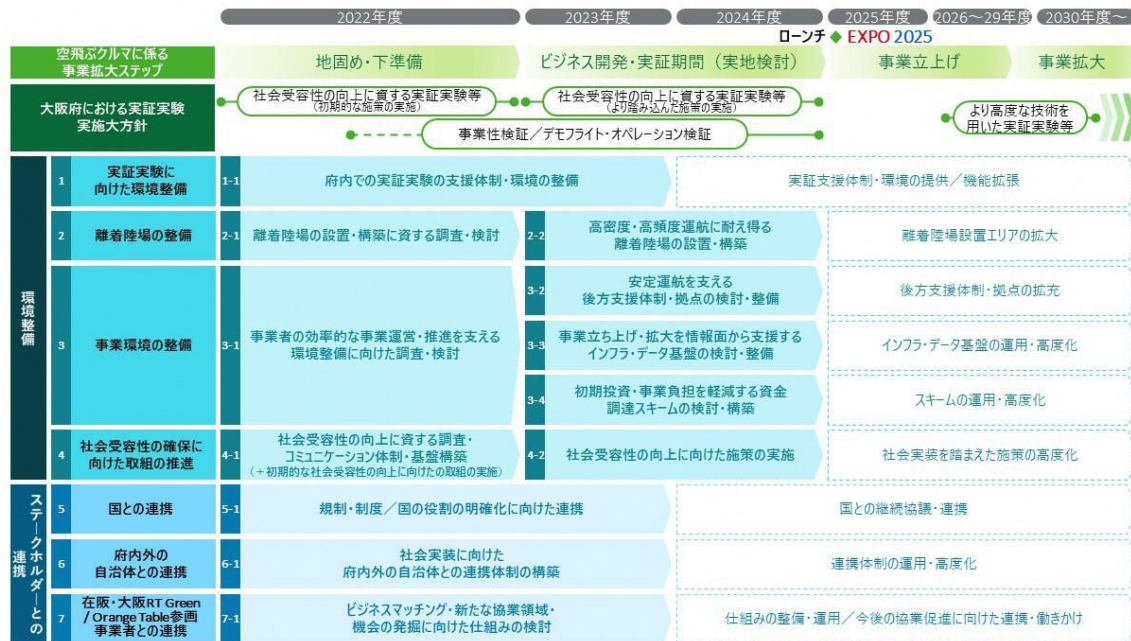 2022年度
2023年度
2024年度
2025年度
2026～29年度
2030年度～
ローンチ ◆ EXPO 2025
空飛ぶクルマに係る
事業拡大ステップ
地固め・下準備
ビジネス開発・実証期間（実地検討）
事業立上げ
事業拡大
大阪府における実証実験
実施大方針
社会受容性の向上に資する実証実験等
（初期的な施策の実施）
社会受容性の向上に資する実証実験等
（より踏み込んだ施策の実施）
事業性検証／デモフライト・オペレーション検証
より高度な技術を
用いた実証実験等
環境整備
1
実証実験に
向けた環境整備
1-1
府内での実証実験の支援体制・環境の整備
実証支援体制・環境の提供／機能拡張
2
離着陸場の整備
2-1
離着陸場の設置・構築に資する調査・検討
2-2
高密度・高頻度運航に耐え得る
離着陸場の設置・構築
離着陸場設置エリアの拡大
3
事業環境の整備
3-1
事業者の効率的な事業運営・推進を支える
環境整備に向けた調査・検討
3-2
安定運航を支える
後方支援体制・拠点の検討・整備
後方支援体制・拠点の拡充
3-3
事業立ち上げ・拡大を情報面から支援する
インフラ・データ基盤の検討・整備
インフラ・データ基盤の運用・高度化
3-4
初期投資・事業負担を軽減する資金
調達スキームの検討・構築
スキームの運用・高度化
4
社会受容性の確保に
向けた取組の推進
4-1
社会受容性の向上に資する調査・
コミュニケーション体制・基盤構築
（＋初期的な社会受容性の向上に向けたの取組の実施）
4-2
社会受容性の向上に向けた施策の実施
社会実装を踏まえた施策の高度化
ステークホルダーとの
連携
5
国との連携
5-1
規制・制度／国の役割の明確化に向けた連携
国との継続協議・連携
6
府内外の
自治体との連携
6-1
社会実装に向けた
府内外の自治体との連携体制の構築
連携体制の運用・高度化
7
在阪・大阪RT Green
/ Orange Table参画
事業者との連携
7-1
ビジネスマッチング・新たな協業領域・
機会の発掘に向けた仕組みの検討
仕組みの整備・運用／今後の協業促進に向けた連携・働きかけ